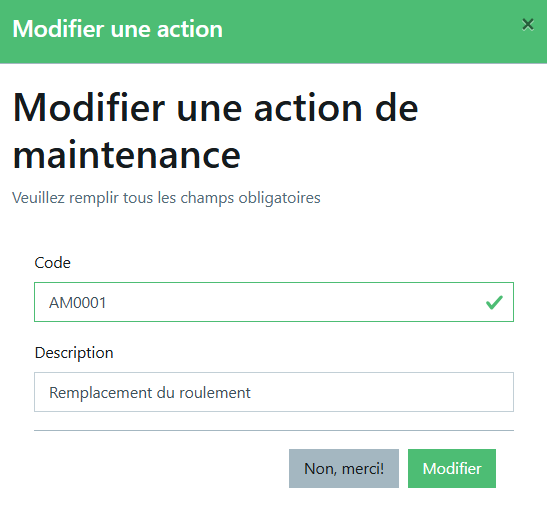 Modifier une action
×
Modifier une action de
maintenance
Veuillez remplir tous les champs obligatoires
Code
AM0001
Description
Remplacement du roulement
Non, merci!
Modifier